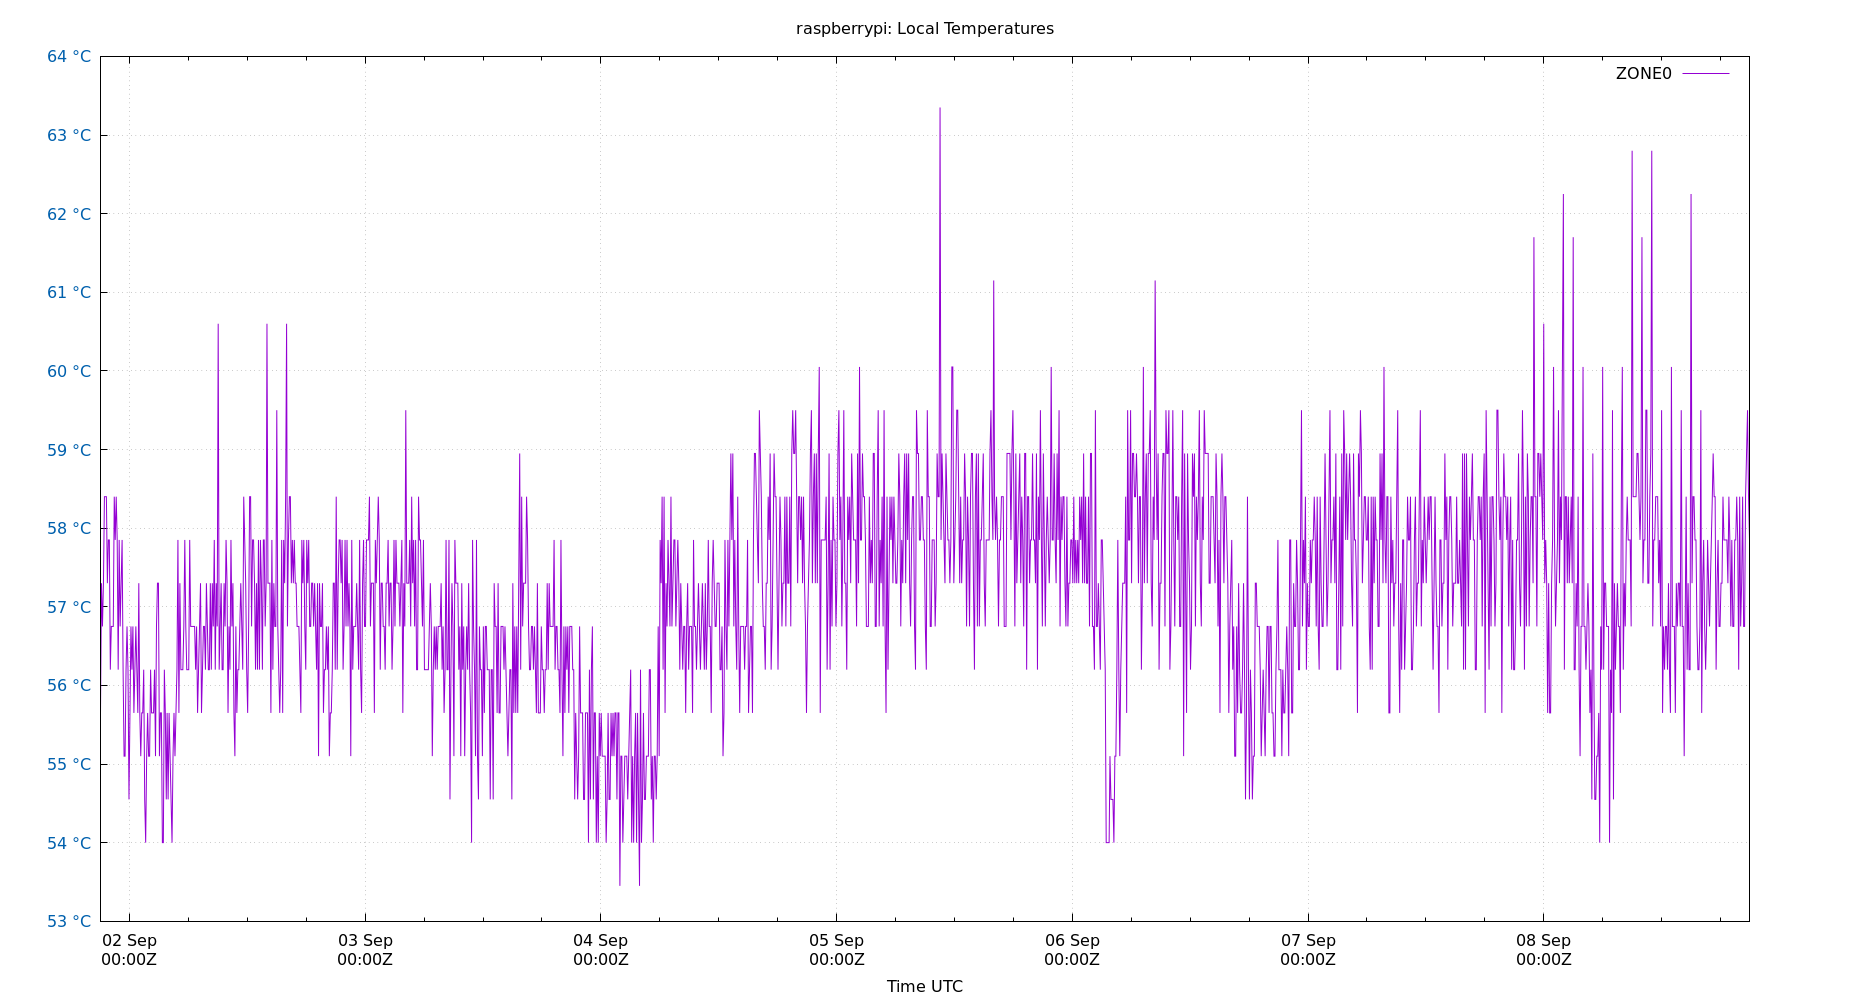 raspberrypi: Local Temperatures
64 °C
ZONE0
63 °C
62 °C
61 °C
60 °C
59 °C
58 °C
57 °C
56 °C
55 °C
54 °C
53 °C
02 Sep 03 Sep 04 Sep 05 Sep 06 Sep 07 Sep 08 Sep
00:00Z 00:00Z 00:00Z 00:00Z 00:00Z 00:00Z 00:00Z
Time UTC